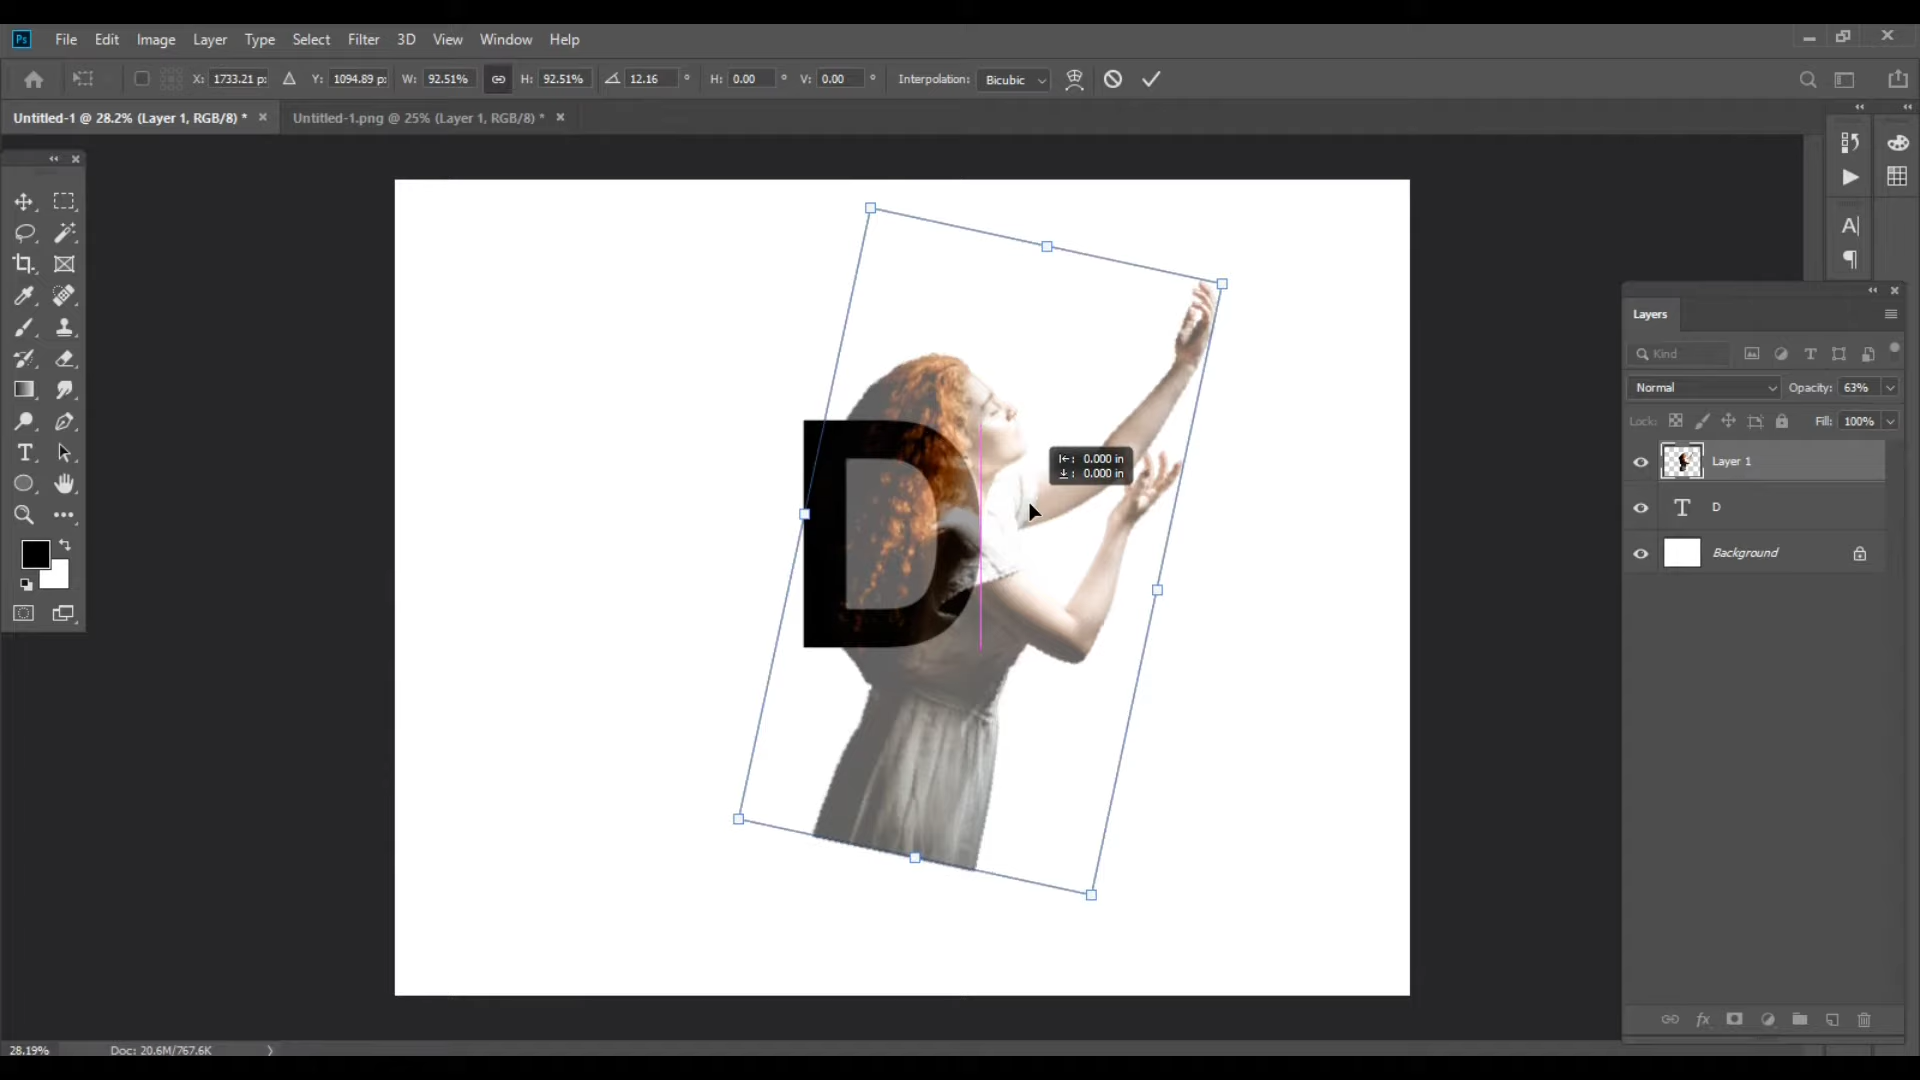 Ps File Edit Image Layer Type Select Filter 3D View Window Help
X: 1733.21 p: Y: 1094.89 p: W: 92.51% H: 92.51% 12.16 ° H: 0.00 ° V: 0.00 ° Interpolation: Bicubic
Untitled-1 @ 28.2% (Layer 1, RGB/8) * Untitled-1.png @ 25% (Layer 1, RGB/8) *
Layers
Kind
Normal Opacity: 63%
Lock: Fill: 100%
Layer 1
D
Background
D
0.000 in
0.000 in
28.19% Doc: 20.6M/767.6K